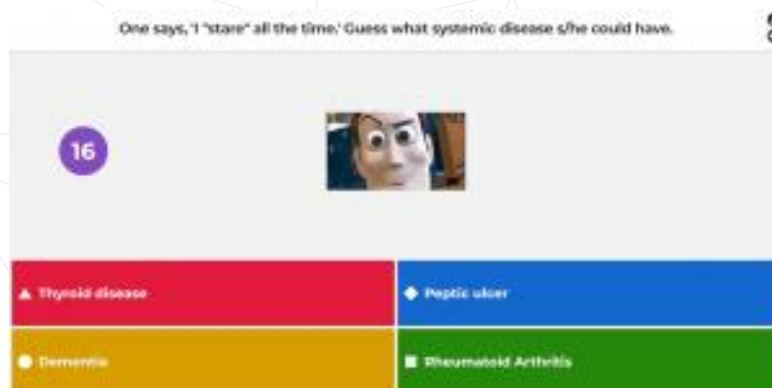 One says, 'I "stare" all the time.' Guess what systemic disease s/he could have.
16
Thyroid disease
Peptic ulcer
Dementia
Rheumatoid Arthritis